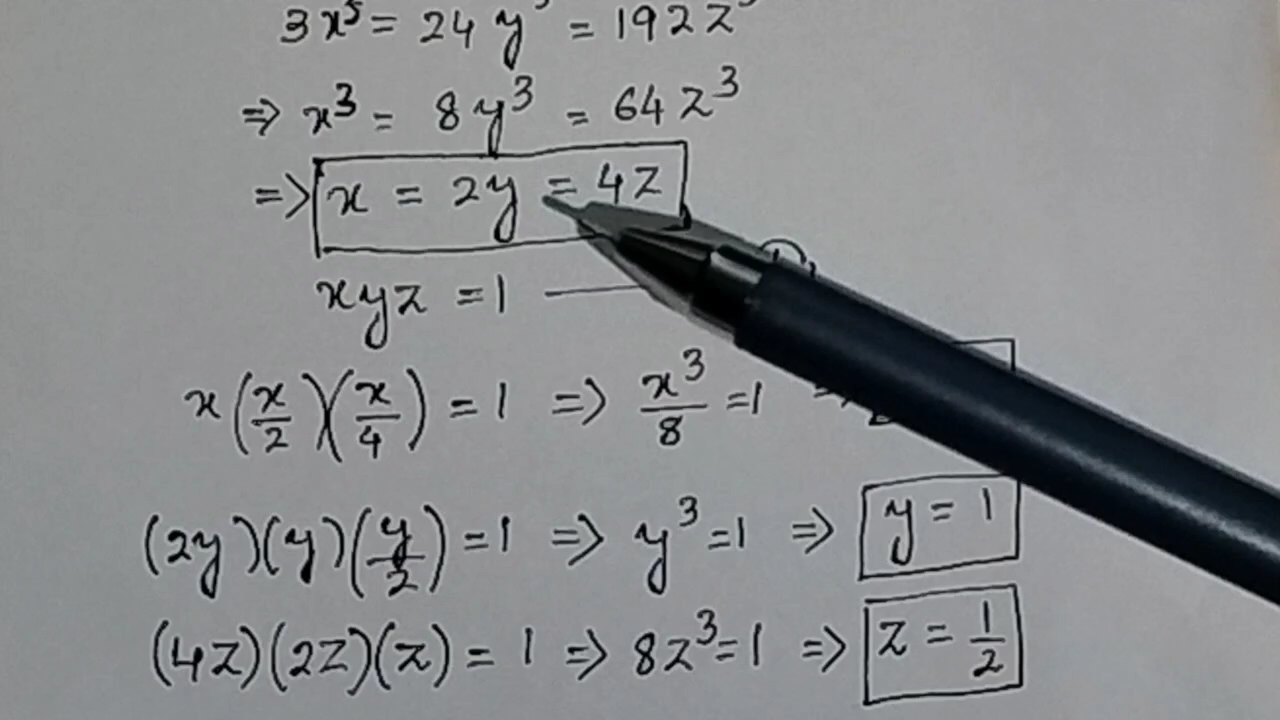 3x³ = 24y³ = 192z³
⇒ x³ = 8y³ = 64z³
⇒ x = 2y = 4z
xyz = 1
x(x/2)(x/4) = 1 ⇒ x³/8 = 1 ⇒
(2y)(y)(y/2) = 1 ⇒ y³ = 1 ⇒ y = 1
(4z)(2z)(z) = 1 ⇒ 8z³ = 1 ⇒ z = 1/2